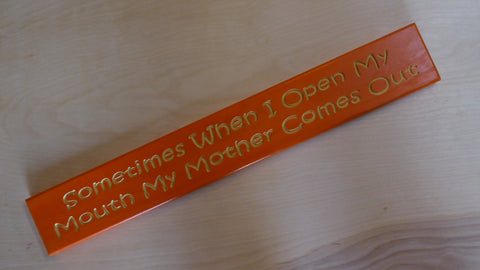 Sometimes When I Open My
Mouth My Mother Comes Out